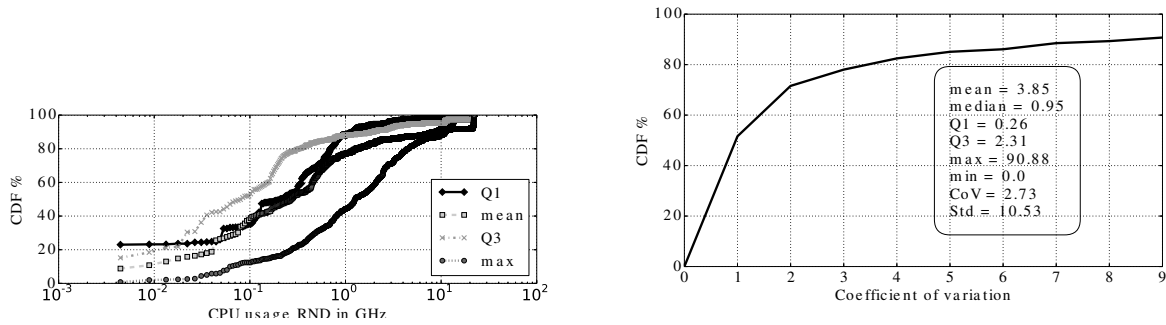 100
80
60
40
20
0
CDF %
10^-3
10^-2
10^-1
10^0
10^1
10^2
CPU usage RND in GHz
Q1
mean
Q3
max
100
80
60
40
20
0
CDF %
mean = 3.85
median = 0.95
Q1 = 0.26
Q3 = 2.31
max = 90.88
min = 0.0
CoV = 2.73
Std = 10.53
0 1 2 3 4 5 6 7 8 9
Coefficient of variation